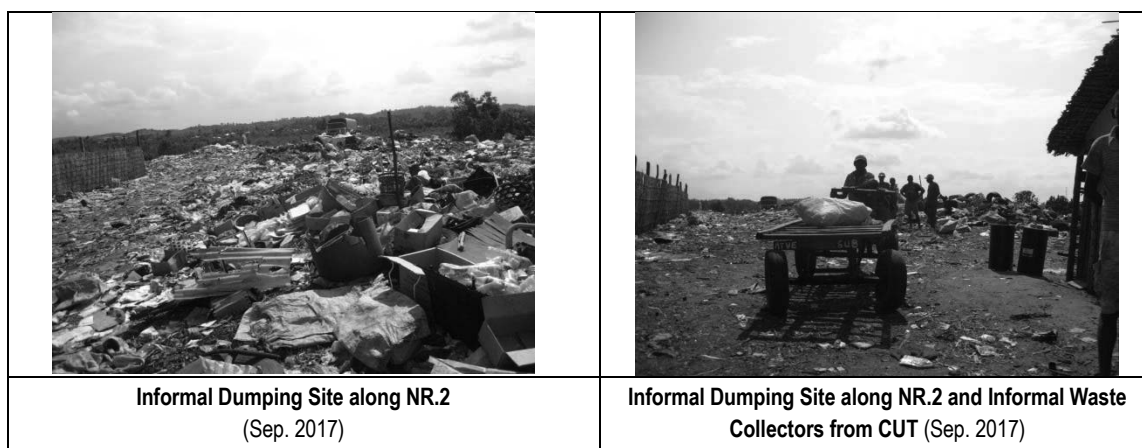 Informal Dumping Site along NR.2
(Sep. 2017)
Informal Dumping Site along NR.2 and Informal Waste
Collectors from CUT (Sep. 2017)